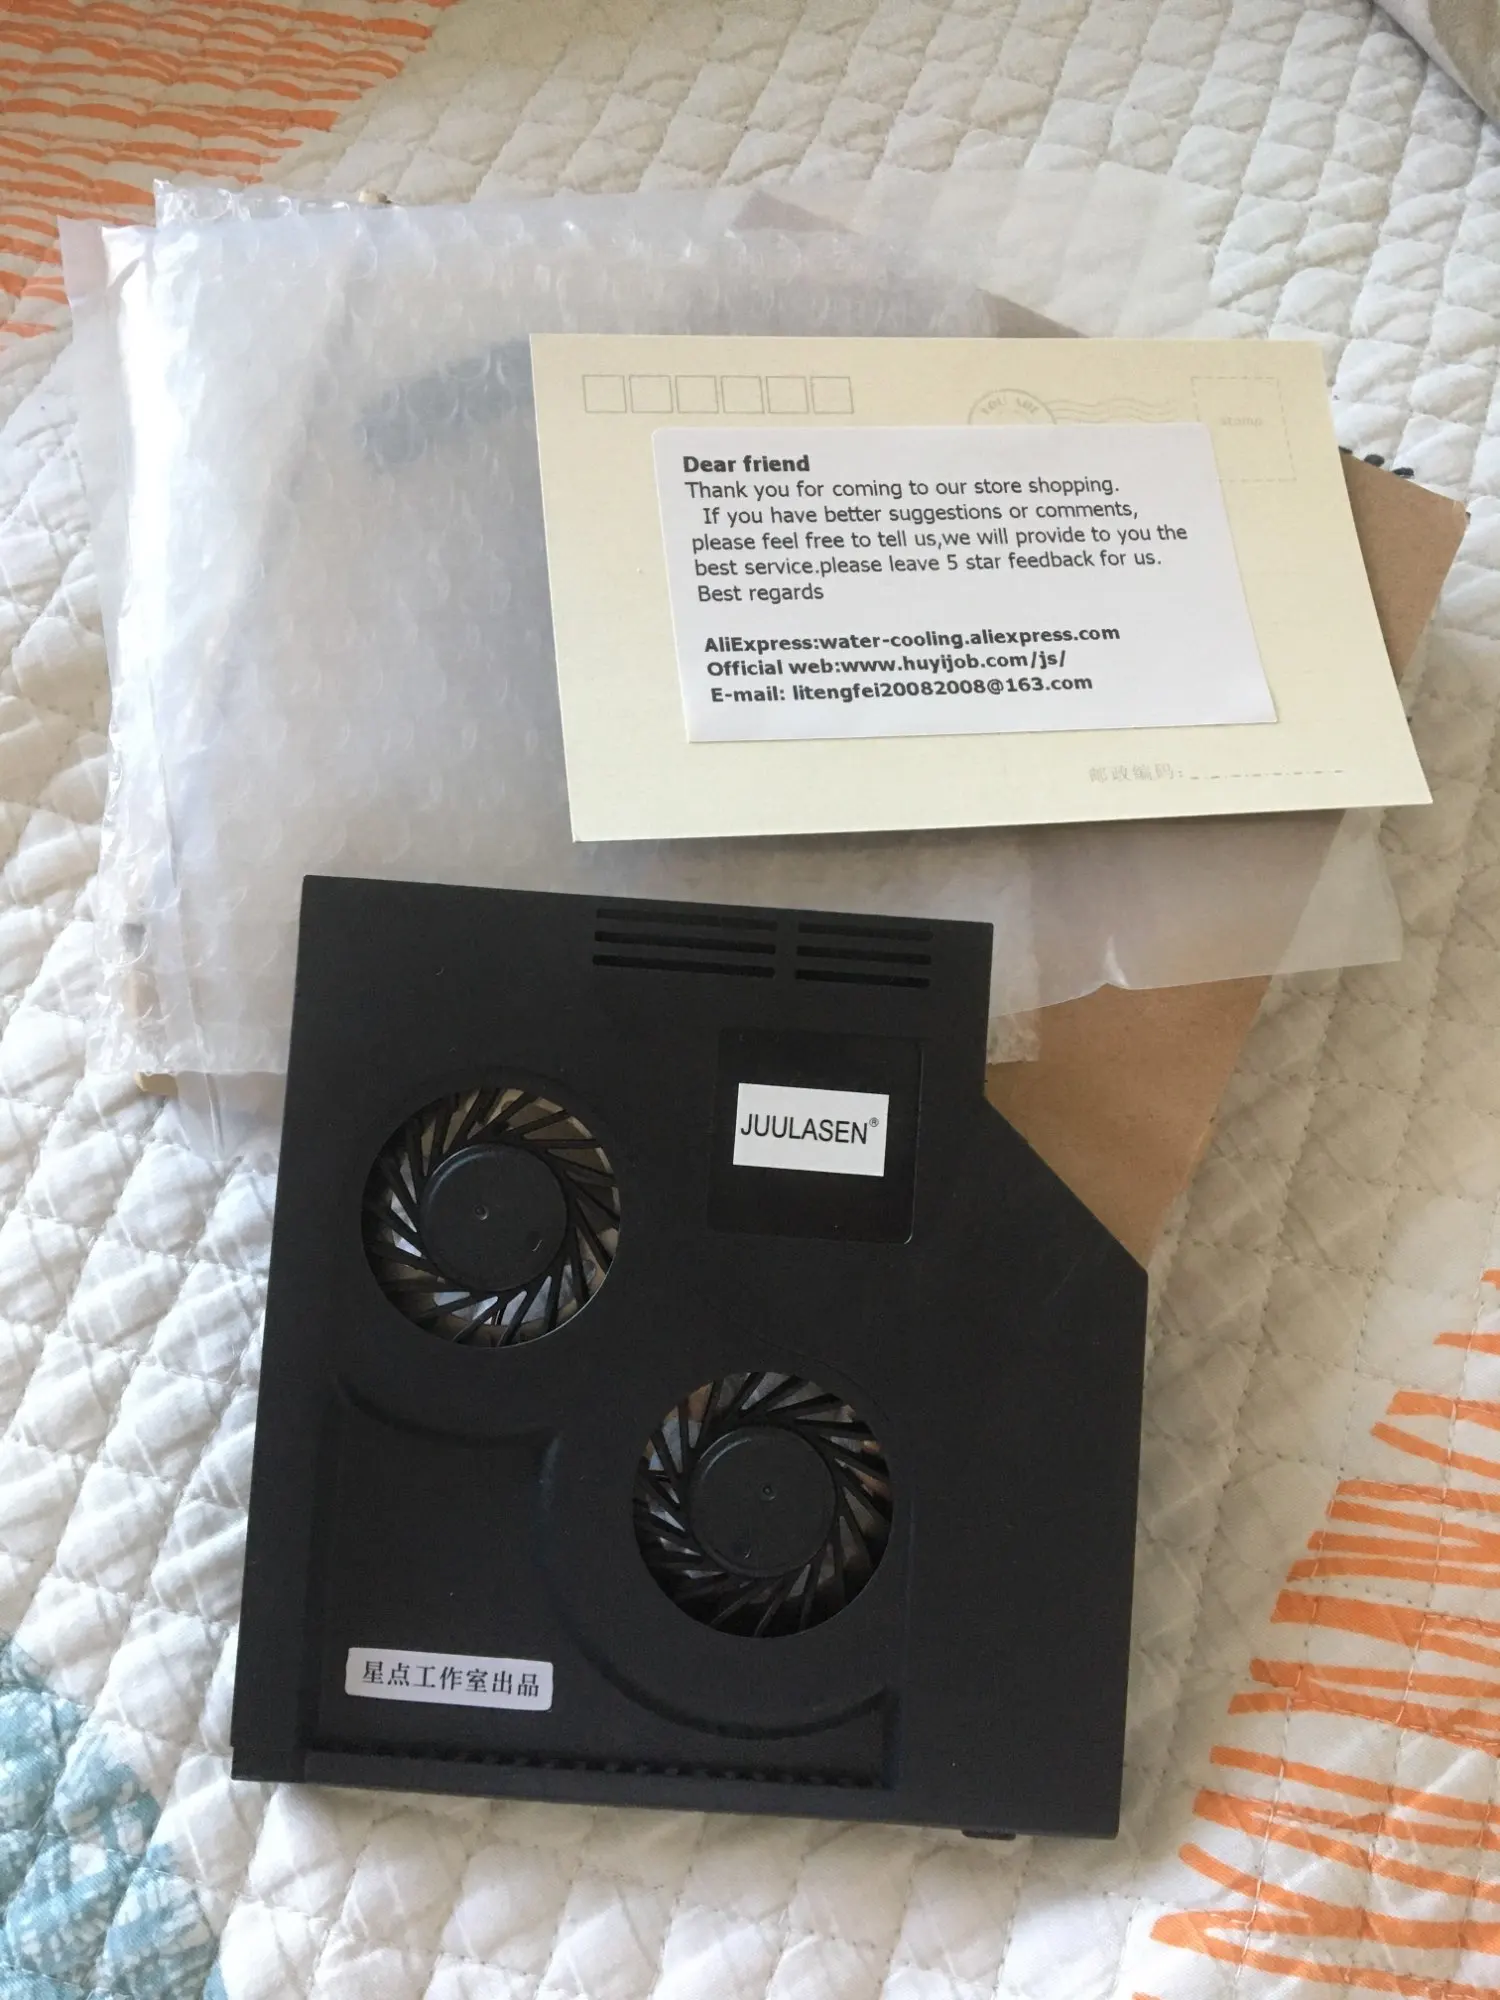 YOU ARE
stamp
Dear friend
Thank you for coming to our store shopping.
If you have better suggestions or comments,
please feel free to tell us,we will provide to you the
best service.please leave 5 star feedback for us.
Best regards
AliExpress:water-cooling.aliexpress.com
Official web:www.huyijob.com/js/
E-mail: litengfei20082008@163.com
邮政编码:
JUULASEN®
星点工作室出品